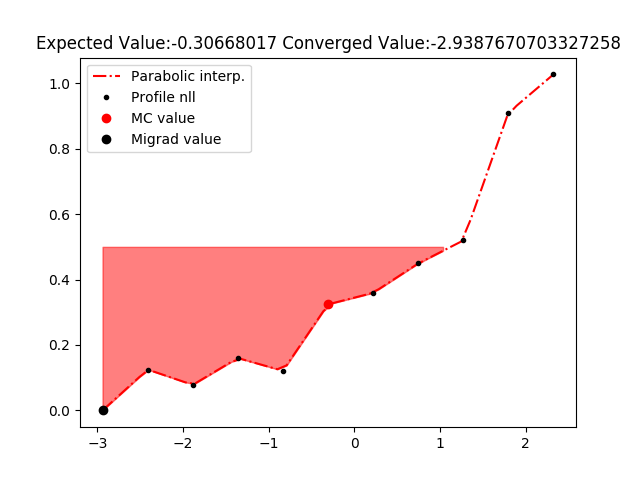 Expected Value:-0.30668017 Converged Value:-2.9387670703327258
Parabolic interp.
Profile nll
MC value
Migrad value
1.0
0.8
0.6
0.4
0.2
0.0
−3
−2
−1
0
1
2